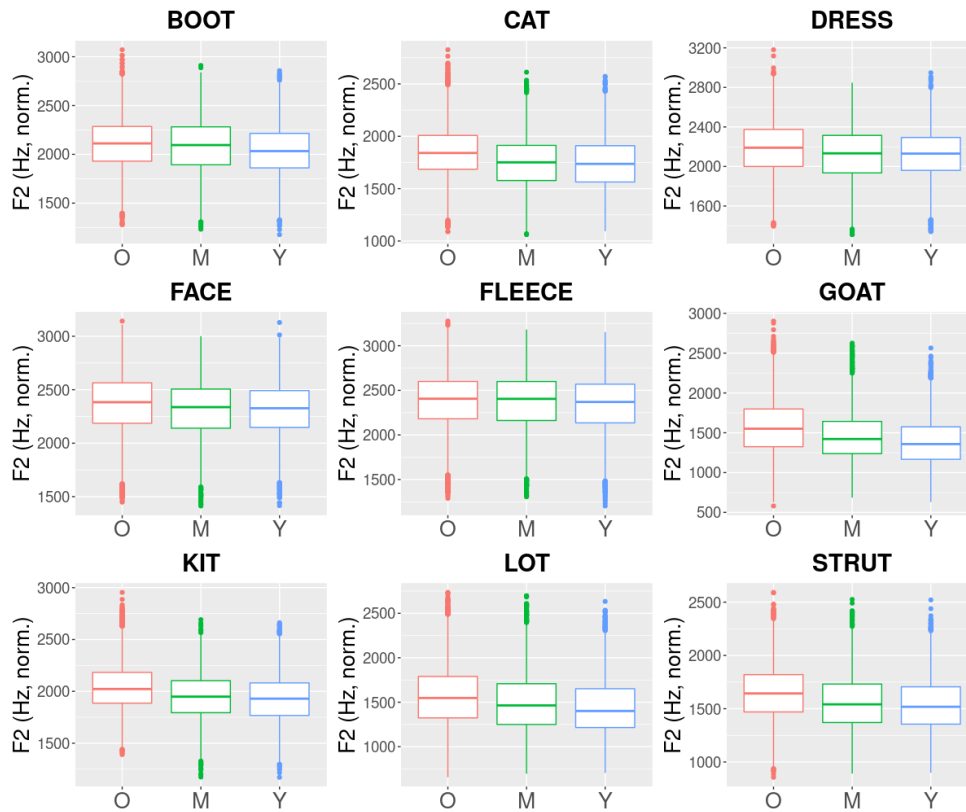 BOOT
F2 (Hz, norm.)
3000
2500
2000
1500
O M Y
CAT
F2 (Hz, norm.)
2500
2000
1500
1000
O M Y
DRESS
F2 (Hz, norm.)
3200
2800
2400
2000
1600
O M Y
FACE
F2 (Hz, norm.)
3000
2500
2000
1500
O M Y
FLEECE
F2 (Hz, norm.)
3000
2500
2000
1500
O M Y
GOAT
F2 (Hz, norm.)
3000
2500
2000
1500
1000
500
O M Y
KIT
F2 (Hz, norm.)
3000
2500
2000
1500
O M Y
LOT
F2 (Hz, norm.)
2500
2000
1500
1000
O M Y
STRUT
F2 (Hz, norm.)
2500
2000
1500
1000
O M Y